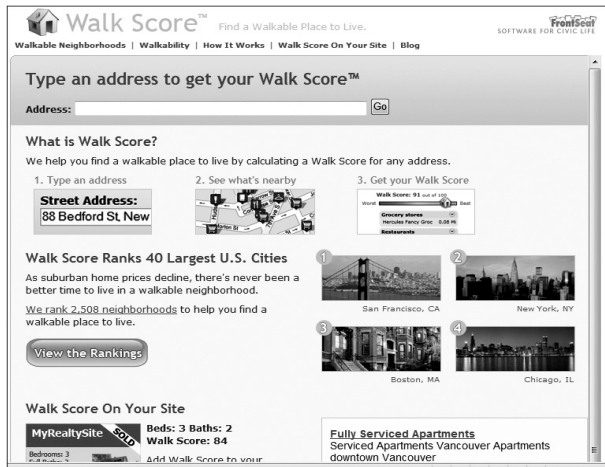 Walk Score™ Find a Walkable Place to Live.
FrontSeat
SOFTWARE FOR CIVIC LIFE
Walkable Neighborhoods | Walkability | How It Works | Walk Score On Your Site | Blog
Type an address to get your Walk Score™
Address: Go
What is Walk Score?
We help you find a walkable place to live by calculating a Walk Score for any address.
1. Type an address 2. See what's nearby 3. Get your Walk Score
Street Address:
88 Bedford St, New
Walk Score: 91 out of 100
Worst Best
Grocery stores
Hercules Fancy Groc 0.08 Mi
Restaurants
Walk Score Ranks 40 Largest U.S. Cities
As suburban home prices decline, there's never been a
better time to live in a walkable neighborhood.
We rank 2,508 neighborhoods to help you find a
walkable place to live.
View the Rankings
1
San Francisco, CA
2
New York, NY
3
Boston, MA
4
Chicago, IL
Walk Score On Your Site
MyRealtySite SOLD
Bedrooms: 3
Beds: 3 Baths: 2
Walk Score: 84
Add Walk Score to your
Fully Serviced Apartments
Serviced Apartments Vancouver Apartments
downtown Vancouver